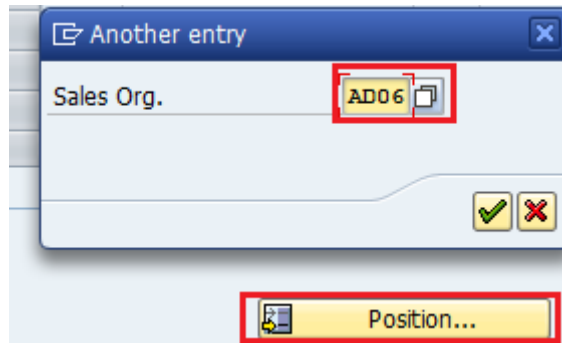 Another entry
Sales Org.
AD06
Position...